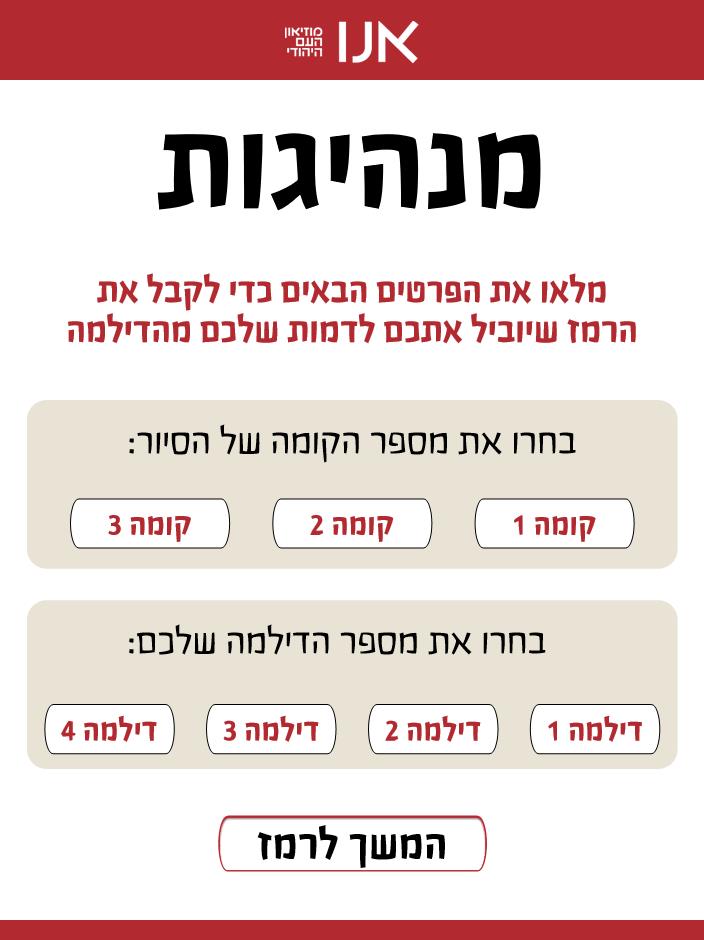 אנו
מוזיאון
העם
היהודי
מנהיגות
מלאו את הפרטים הבאים כדי לקבל את
הרמז שיוביל אתכם לדמות שלכם מהדילמה
בחרו את מספר הקומה של הסיור:
קומה 1
קומה 2
קומה 3
בחרו את מספר הדילמה שלכם:
דילמה 1
דילמה 2
דילמה 3
דילמה 4
המשך לרמז